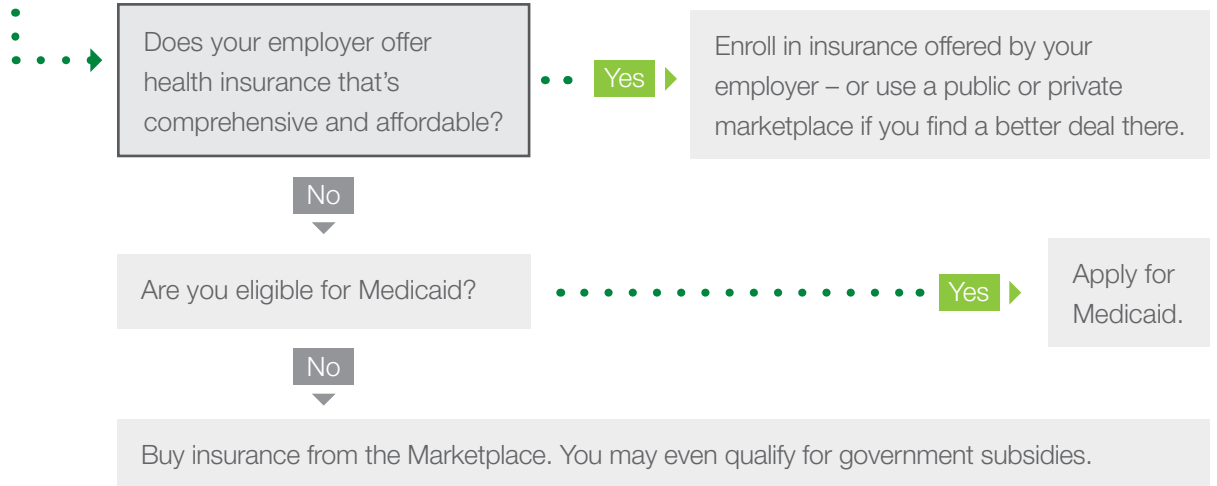 Does your employer offer
health insurance that's
comprehensive and affordable?
Yes
Enroll in insurance offered by your
employer – or use a public or private
marketplace if you find a better deal there.
No
Are you eligible for Medicaid?
Yes
Apply for
Medicaid.
No
Buy insurance from the Marketplace. You may even qualify for government subsidies.